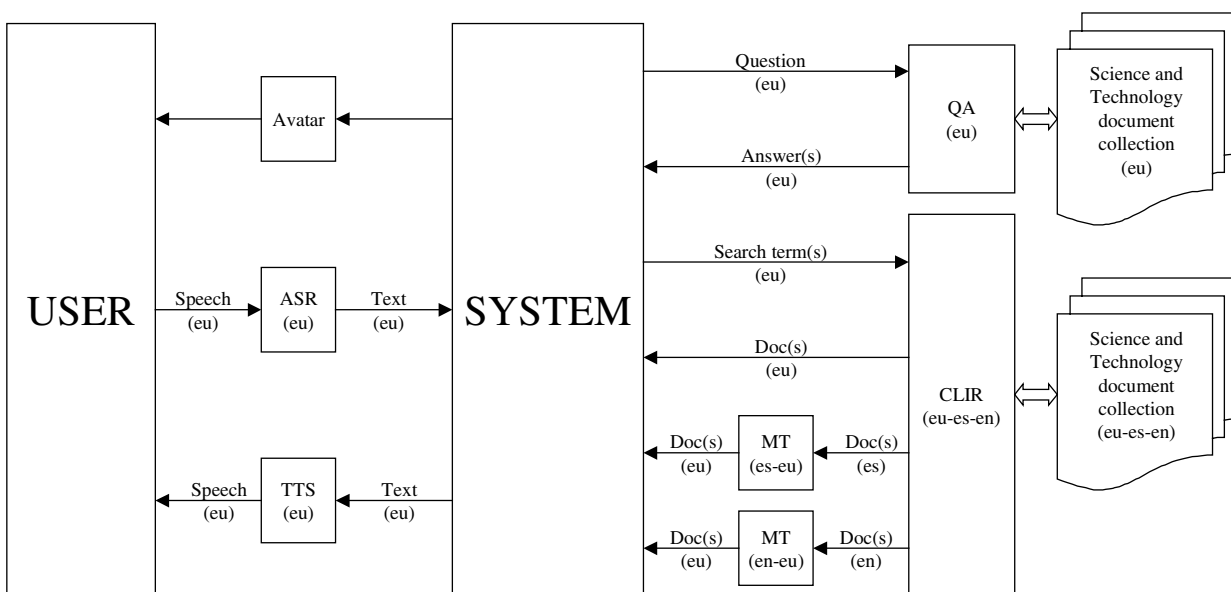 USER
Avatar
Speech
(eu)
ASR
(eu)
Text
(eu)
Speech
(eu)
TTS
(eu)
Text
(eu)
SYSTEM
Question
(eu)
Answer(s)
(eu)
QA
(eu)
Science and
Technology
document
collection
(eu)
Search term(s)
(eu)
Doc(s)
(eu)
Doc(s)
(eu)
MT
(es-eu)
Doc(s)
(es)
Doc(s)
(eu)
MT
(en-eu)
Doc(s)
(en)
CLIR
(eu-es-en)
Science and
Technology
document
collection
(eu-es-en)